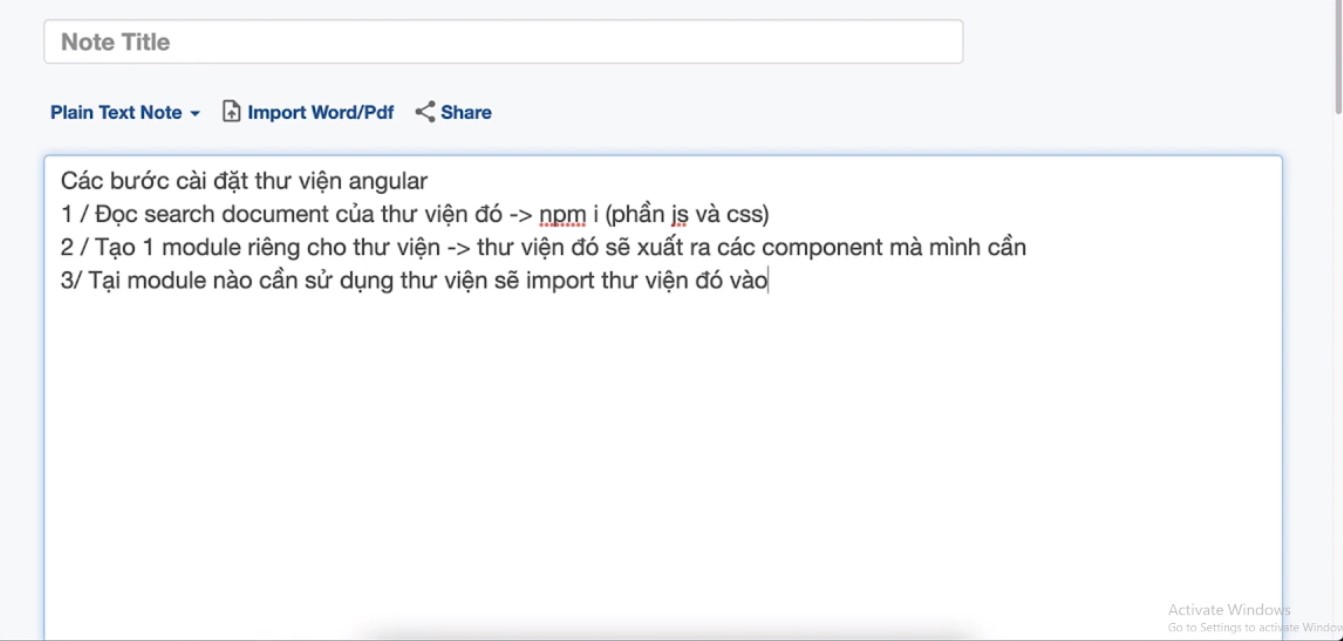 Note Title
Plain Text Note Import Word/Pdf Share
Các bước cài đặt thư viện angular
1 / Đọc search document của thư viện đó -> npm i (phần js và css)
2 / Tạo 1 module riêng cho thư viện -> thư viện đó sẽ xuất ra các component mà mình cần
3/ Tại module nào cần sử dụng thư viện sẽ import thư viện đó vào
Activate Windows
Go to Settings to activate Window